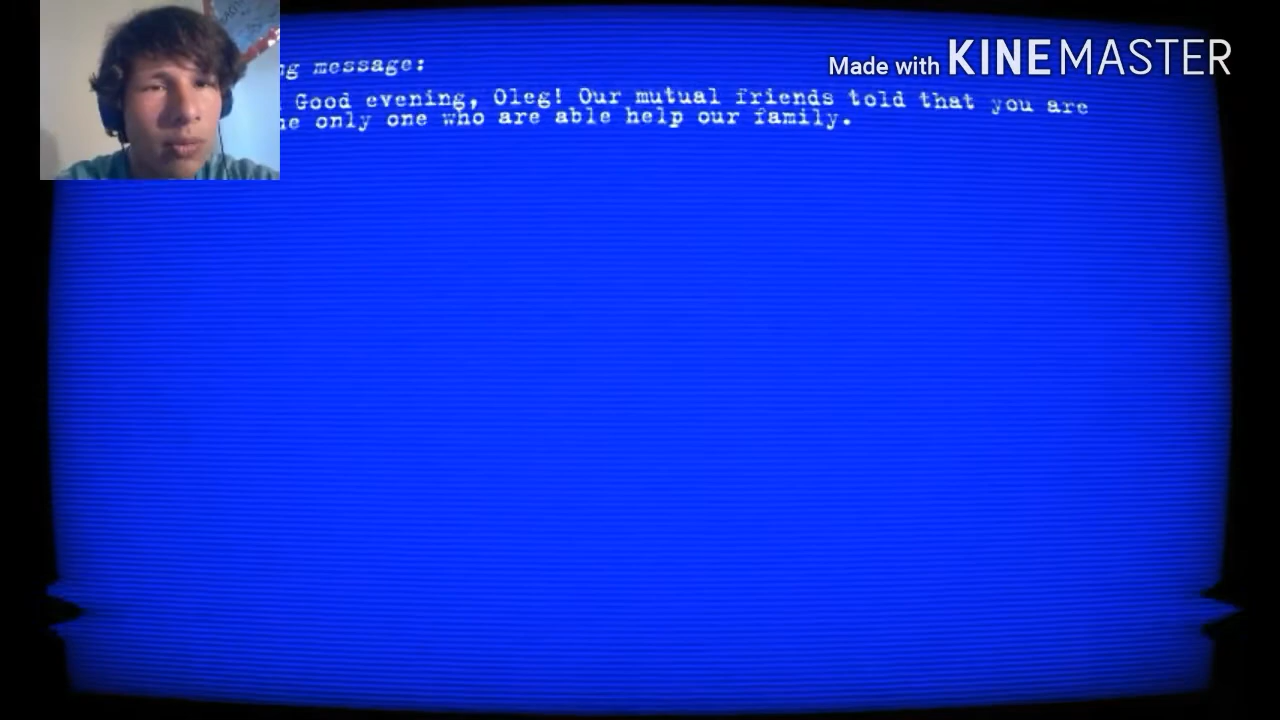 Made with KINEMASTER
message:
Good evening, Oleg! Our mutual friends told that you are
only one who are able help our family.